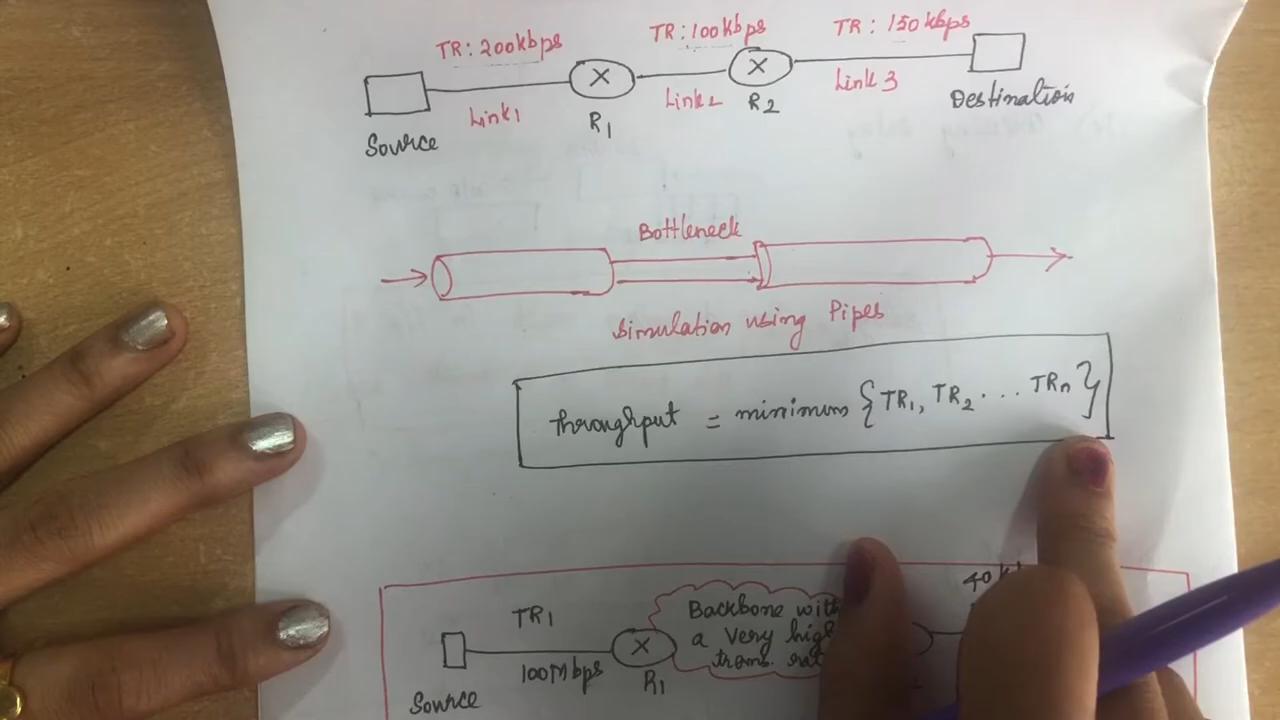 TR: 200kbps TR: 100kbps TR: 150kbps
Link1 Link2 Link3
Source R1 R2 Destination
Bottleneck
Simulation using Pipes
throughput = minimum {TR1, TR2 ... TRn}
TR1 Backbone with
a very
100Mbps trans.
Source R1